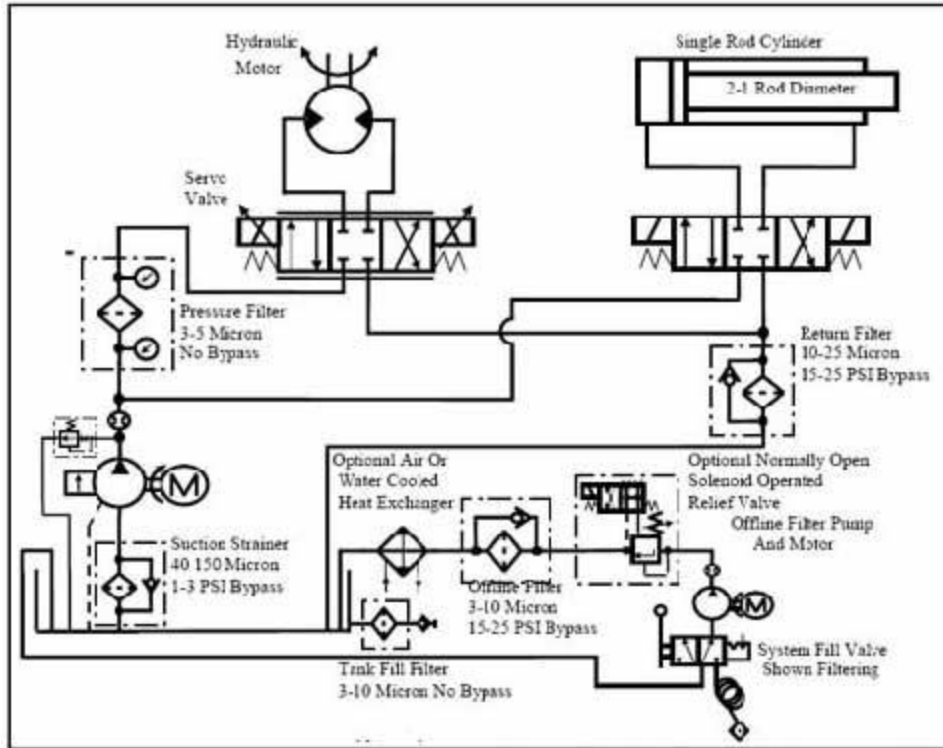 Hydraulic
Motor
Single Rod Cylinder
2-1 Rod Diameter
Servo
Valve
Pressure Filter
3-5 Micron
No Bypass
Return Filter
10-25 Micron
15-25 PSI Bypass
Optional Air Or
Water Cooled
Heat Exchanger
Optional Normally Open
Solenoid Operated
Relief Valve
Offline Filter Pump
And Motor
M
Suction Strainer
40 150 Micron
1-3 PSI Bypass
Offline Filter
3-10 Micron
15-25 PSI Bypass
M
System Fill Valve
Shown Filtering
Tank Fill Filter
3-10 Micron No Bypass